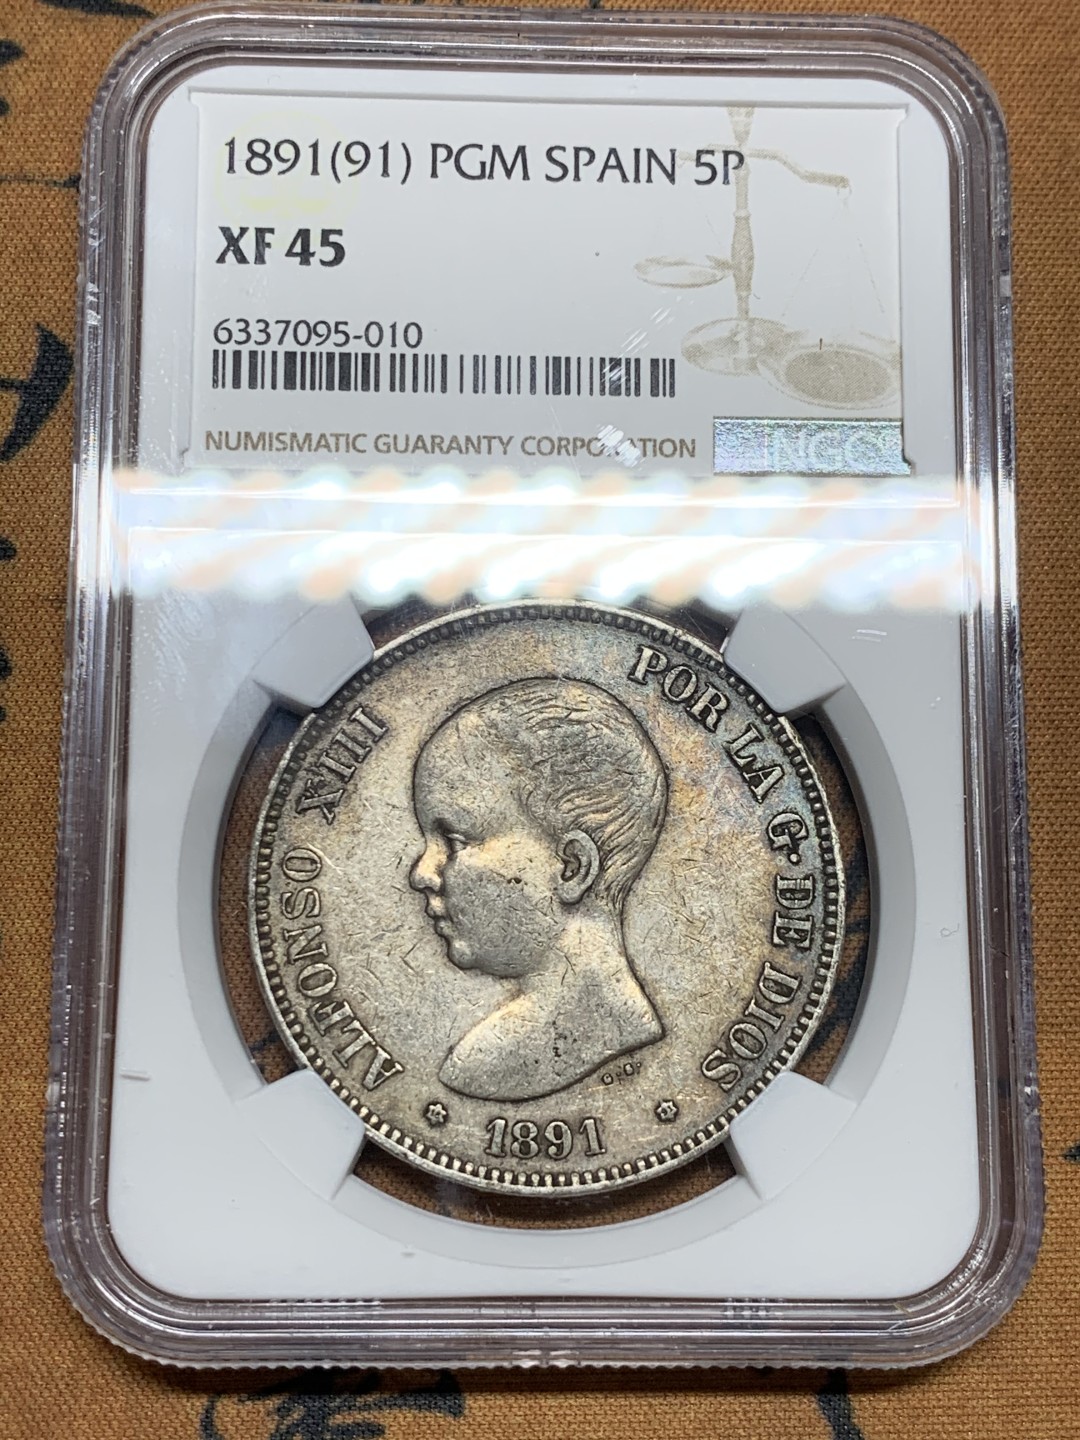 1891(91) PGM SPAIN 5P
XF 45
6337095-010
NUMISMATIC GUARANTY CORPORATION
NGC
ALFONSO XIII
POR LA G. DE DIOS
1891